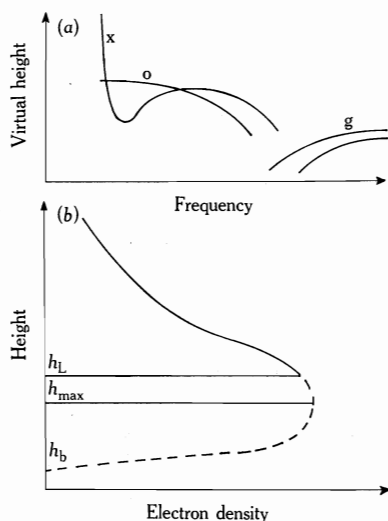 (a)
x
o
g
Virtual height
Frequency
(b)
h_L
h_max
h_b
Height
Electron density